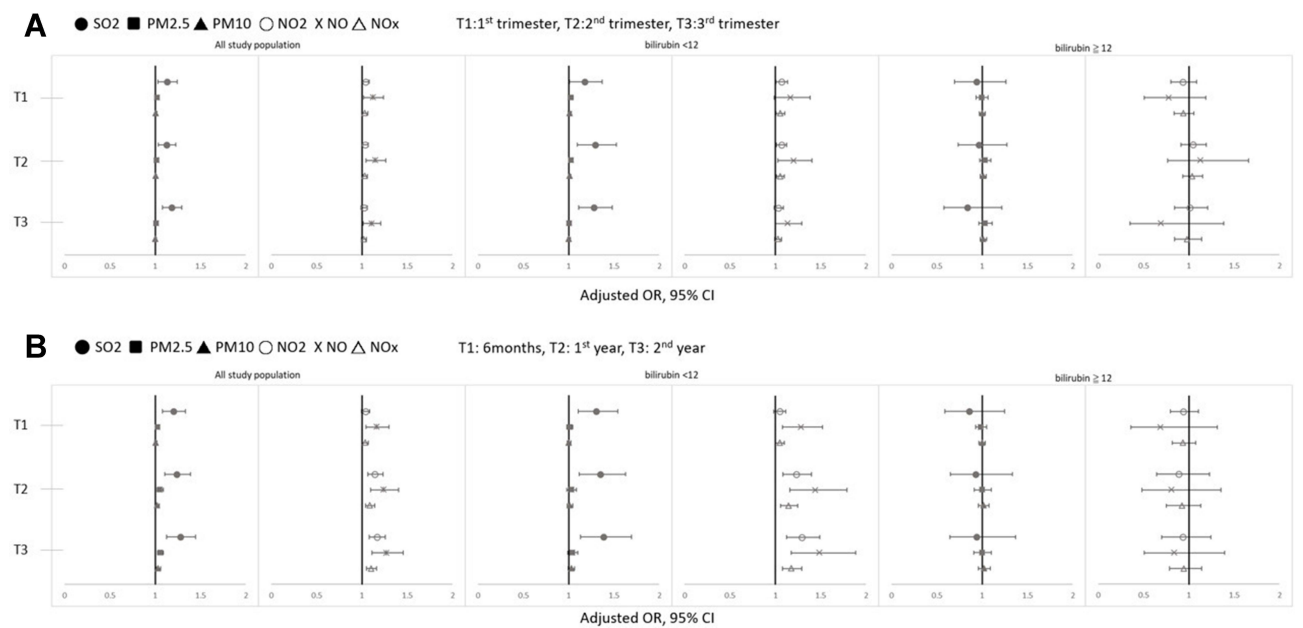 A
SO2 PM2.5 PM10 NO2 X NO NOx T1:1st trimester, T2:2nd trimester, T3:3rd trimester
All study population bilirubin <12 bilirubin ≧ 12
T1
T2
T3
0 0.5 1 1.5 2 0 0.5 1 1.5 2 0 0.5 1 1.5 2 0 0.5 1 1.5 2 0 0.5 1 1.5 2 0 0.5 1 1.5 2
Adjusted OR, 95% CI
B
SO2 PM2.5 PM10 NO2 X NO NOx T1: 6months, T2: 1st year, T3: 2nd year
All study population bilirubin <12 bilirubin ≧ 12
T1
T2
T3
0 0.5 1 1.5 2 0 0.5 1 1.5 2 0 0.5 1 1.5 2 0 0.5 1 1.5 2 0 0.5 1 1.5 2 0 0.5 1 1.5 2
Adjusted OR, 95% CI